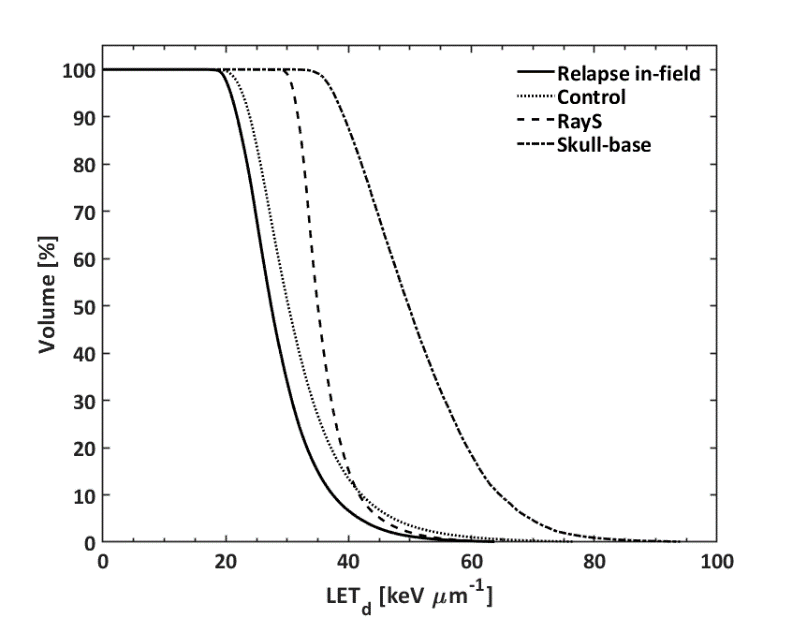 100
90
80
70
60
50
40
30
20
10
0
Volume [%]
Relapse in-field
Control
RayS
Skull-base
0 20 40 60 80 100
LET_d [keV μm⁻¹]